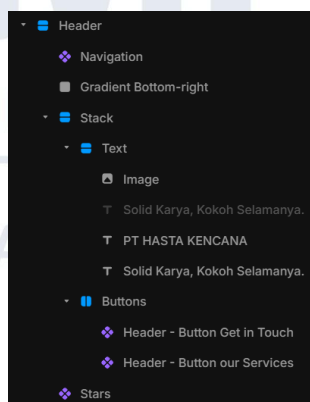 Header
Navigation
Gradient Bottom-right
Stack
Text
Image
Solid Karya, Kokoh Selamanya.
PT HASTA KENCANA
Solid Karya, Kokoh Selamanya.
Buttons
Header - Button Get in Touch
Header - Button our Services
Stars